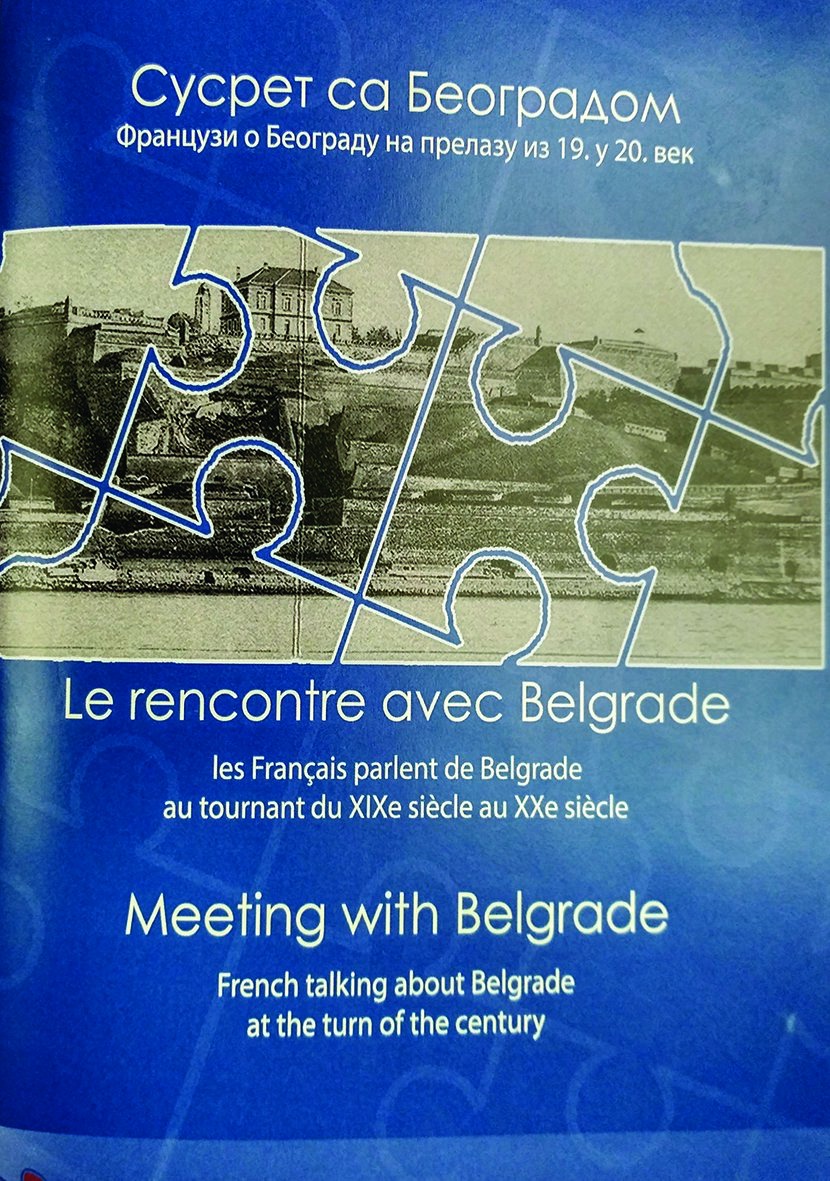 Сусрет са Београдом
Французи о Београду на прелазу из 19. у 20. век
Le rencontre avec Belgrade
les Français parlent de Belgrade
au tournant du XIXe siècle au XXe siècle
Meeting with Belgrade
French talking about Belgrade
at the turn of the century